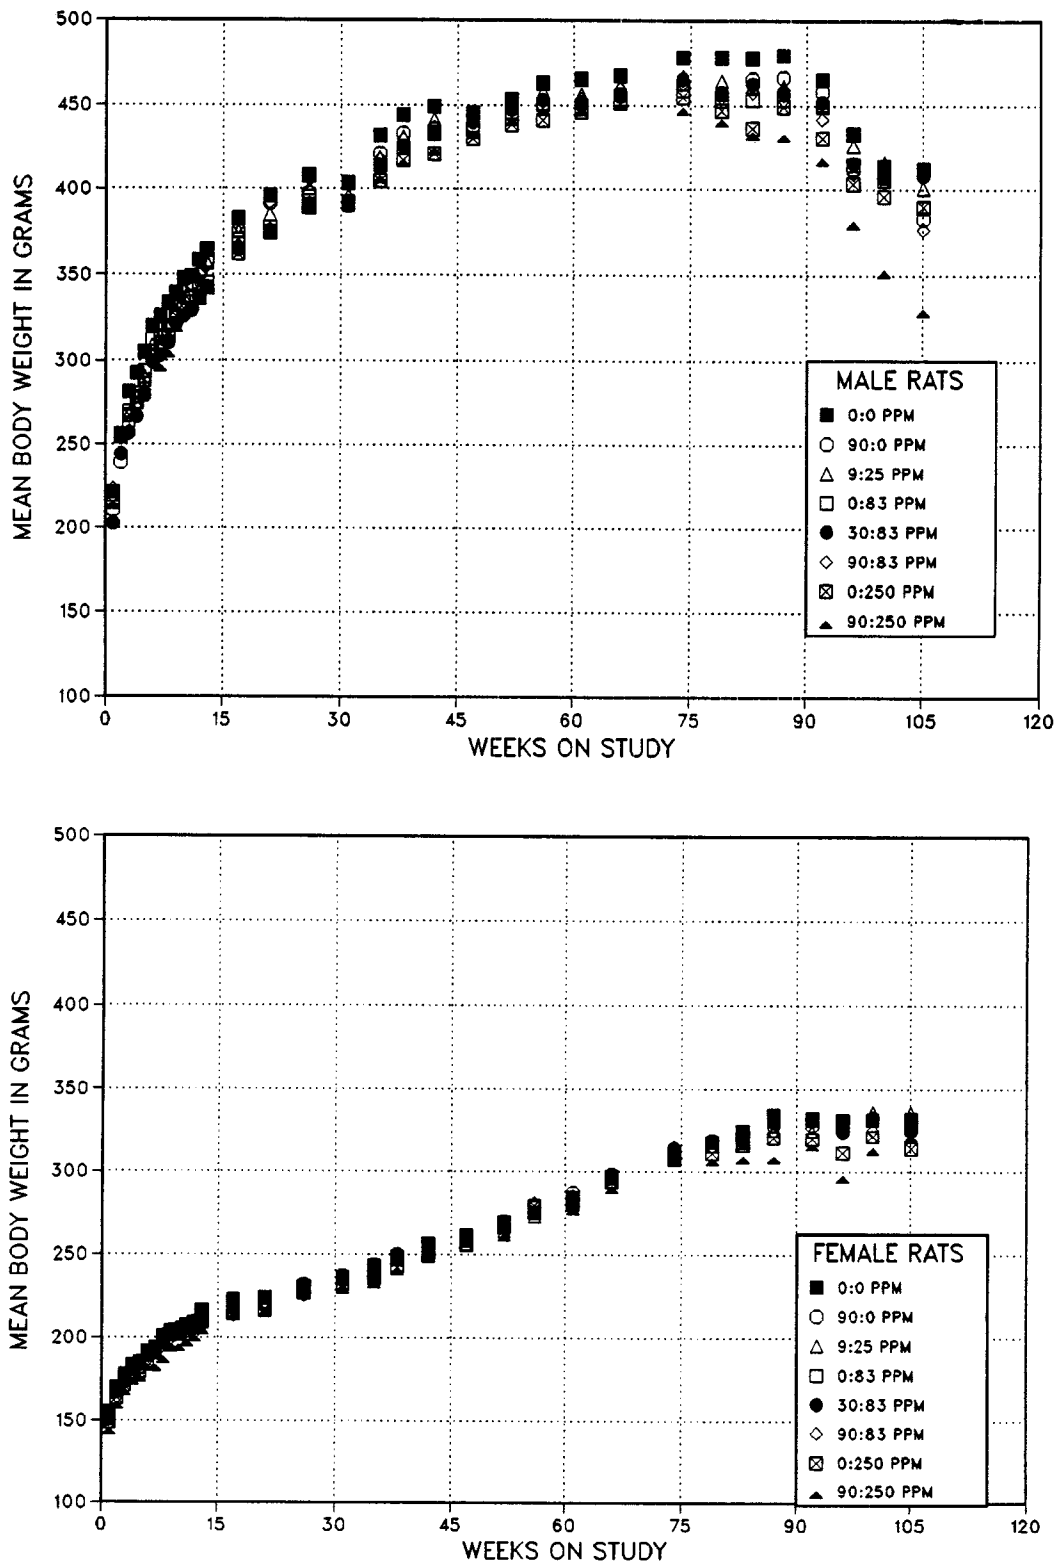 500
450
400
350
300
250
200
150
100
MEAN BODY WEIGHT IN GRAMS
MALE RATS
0:0 PPM
90:0 PPM
9:25 PPM
0:83 PPM
30:83 PPM
90:83 PPM
0:250 PPM
90:250 PPM
0 15 30 45 60 75 90 105 120
WEEKS ON STUDY
500
450
400
350
300
250
200
150
100
MEAN BODY WEIGHT IN GRAMS
FEMALE RATS
0:0 PPM
90:0 PPM
9:25 PPM
0:83 PPM
30:83 PPM
90:83 PPM
0:250 PPM
90:250 PPM
0 15 30 45 60 75 90 105 120
WEEKS ON STUDY